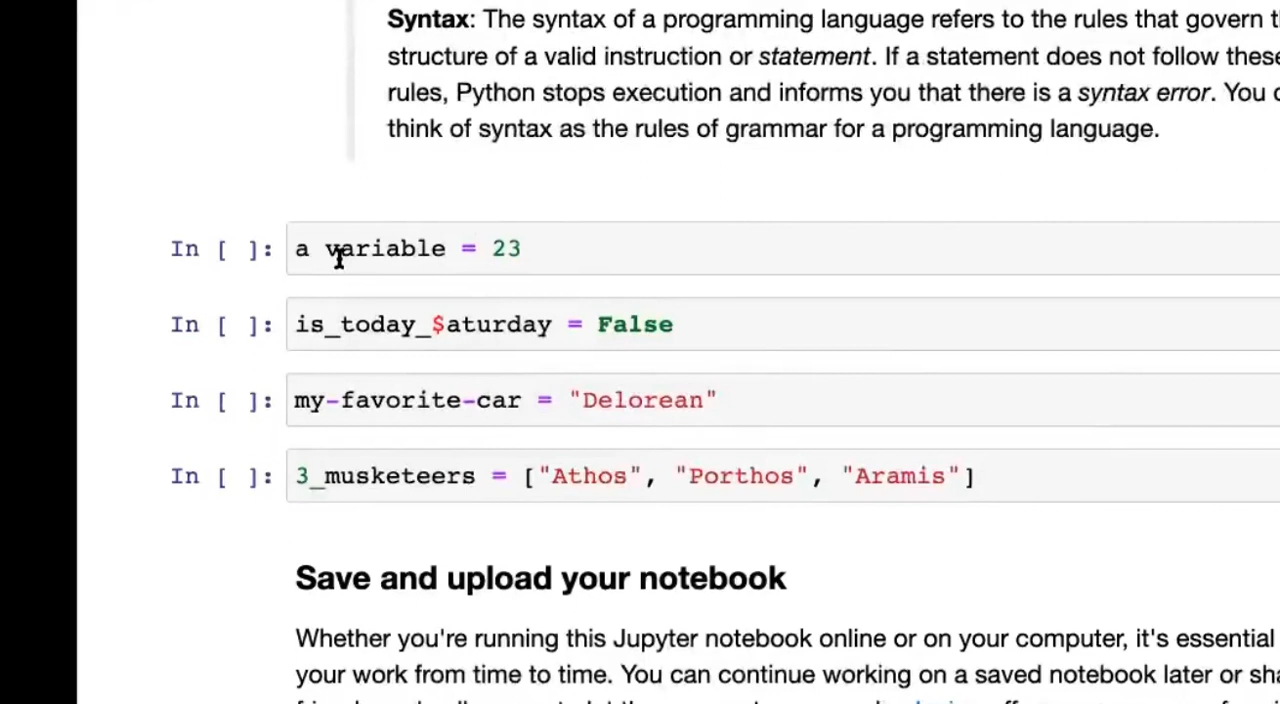 Syntax: The syntax of a programming language refers to the rules that govern
structure of a valid instruction or statement. If a statement does not follow these
rules, Python stops execution and informs you that there is a syntax error. You
think of syntax as the rules of grammar for a programming language.
In [ ]: a variable = 23
In [ ]: is_today_$aturday = False
In [ ]: my-favorite-car = "Delorean"
In [ ]: 3_musketeers = ["Athos", "Porthos", "Aramis"]
Save and upload your notebook
Whether you're running this Jupyter notebook online or on your computer, it's essential
your work from time to time. You can continue working on a saved notebook later or